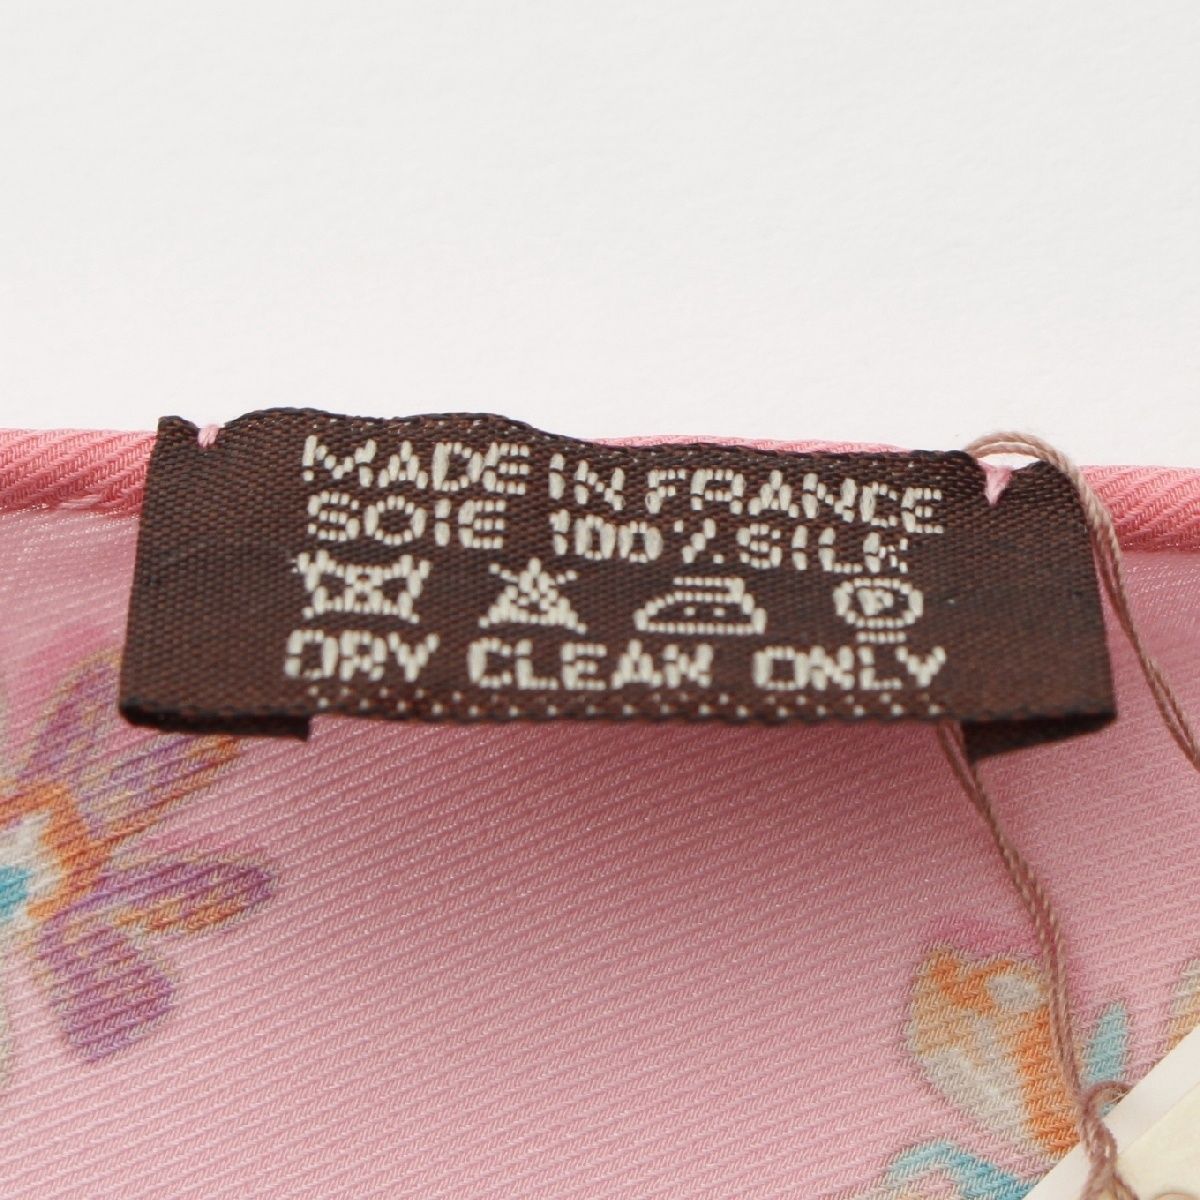 MADE IN FRANCE
SOIE 100% SILK
P
DRY CLEAN ONLY